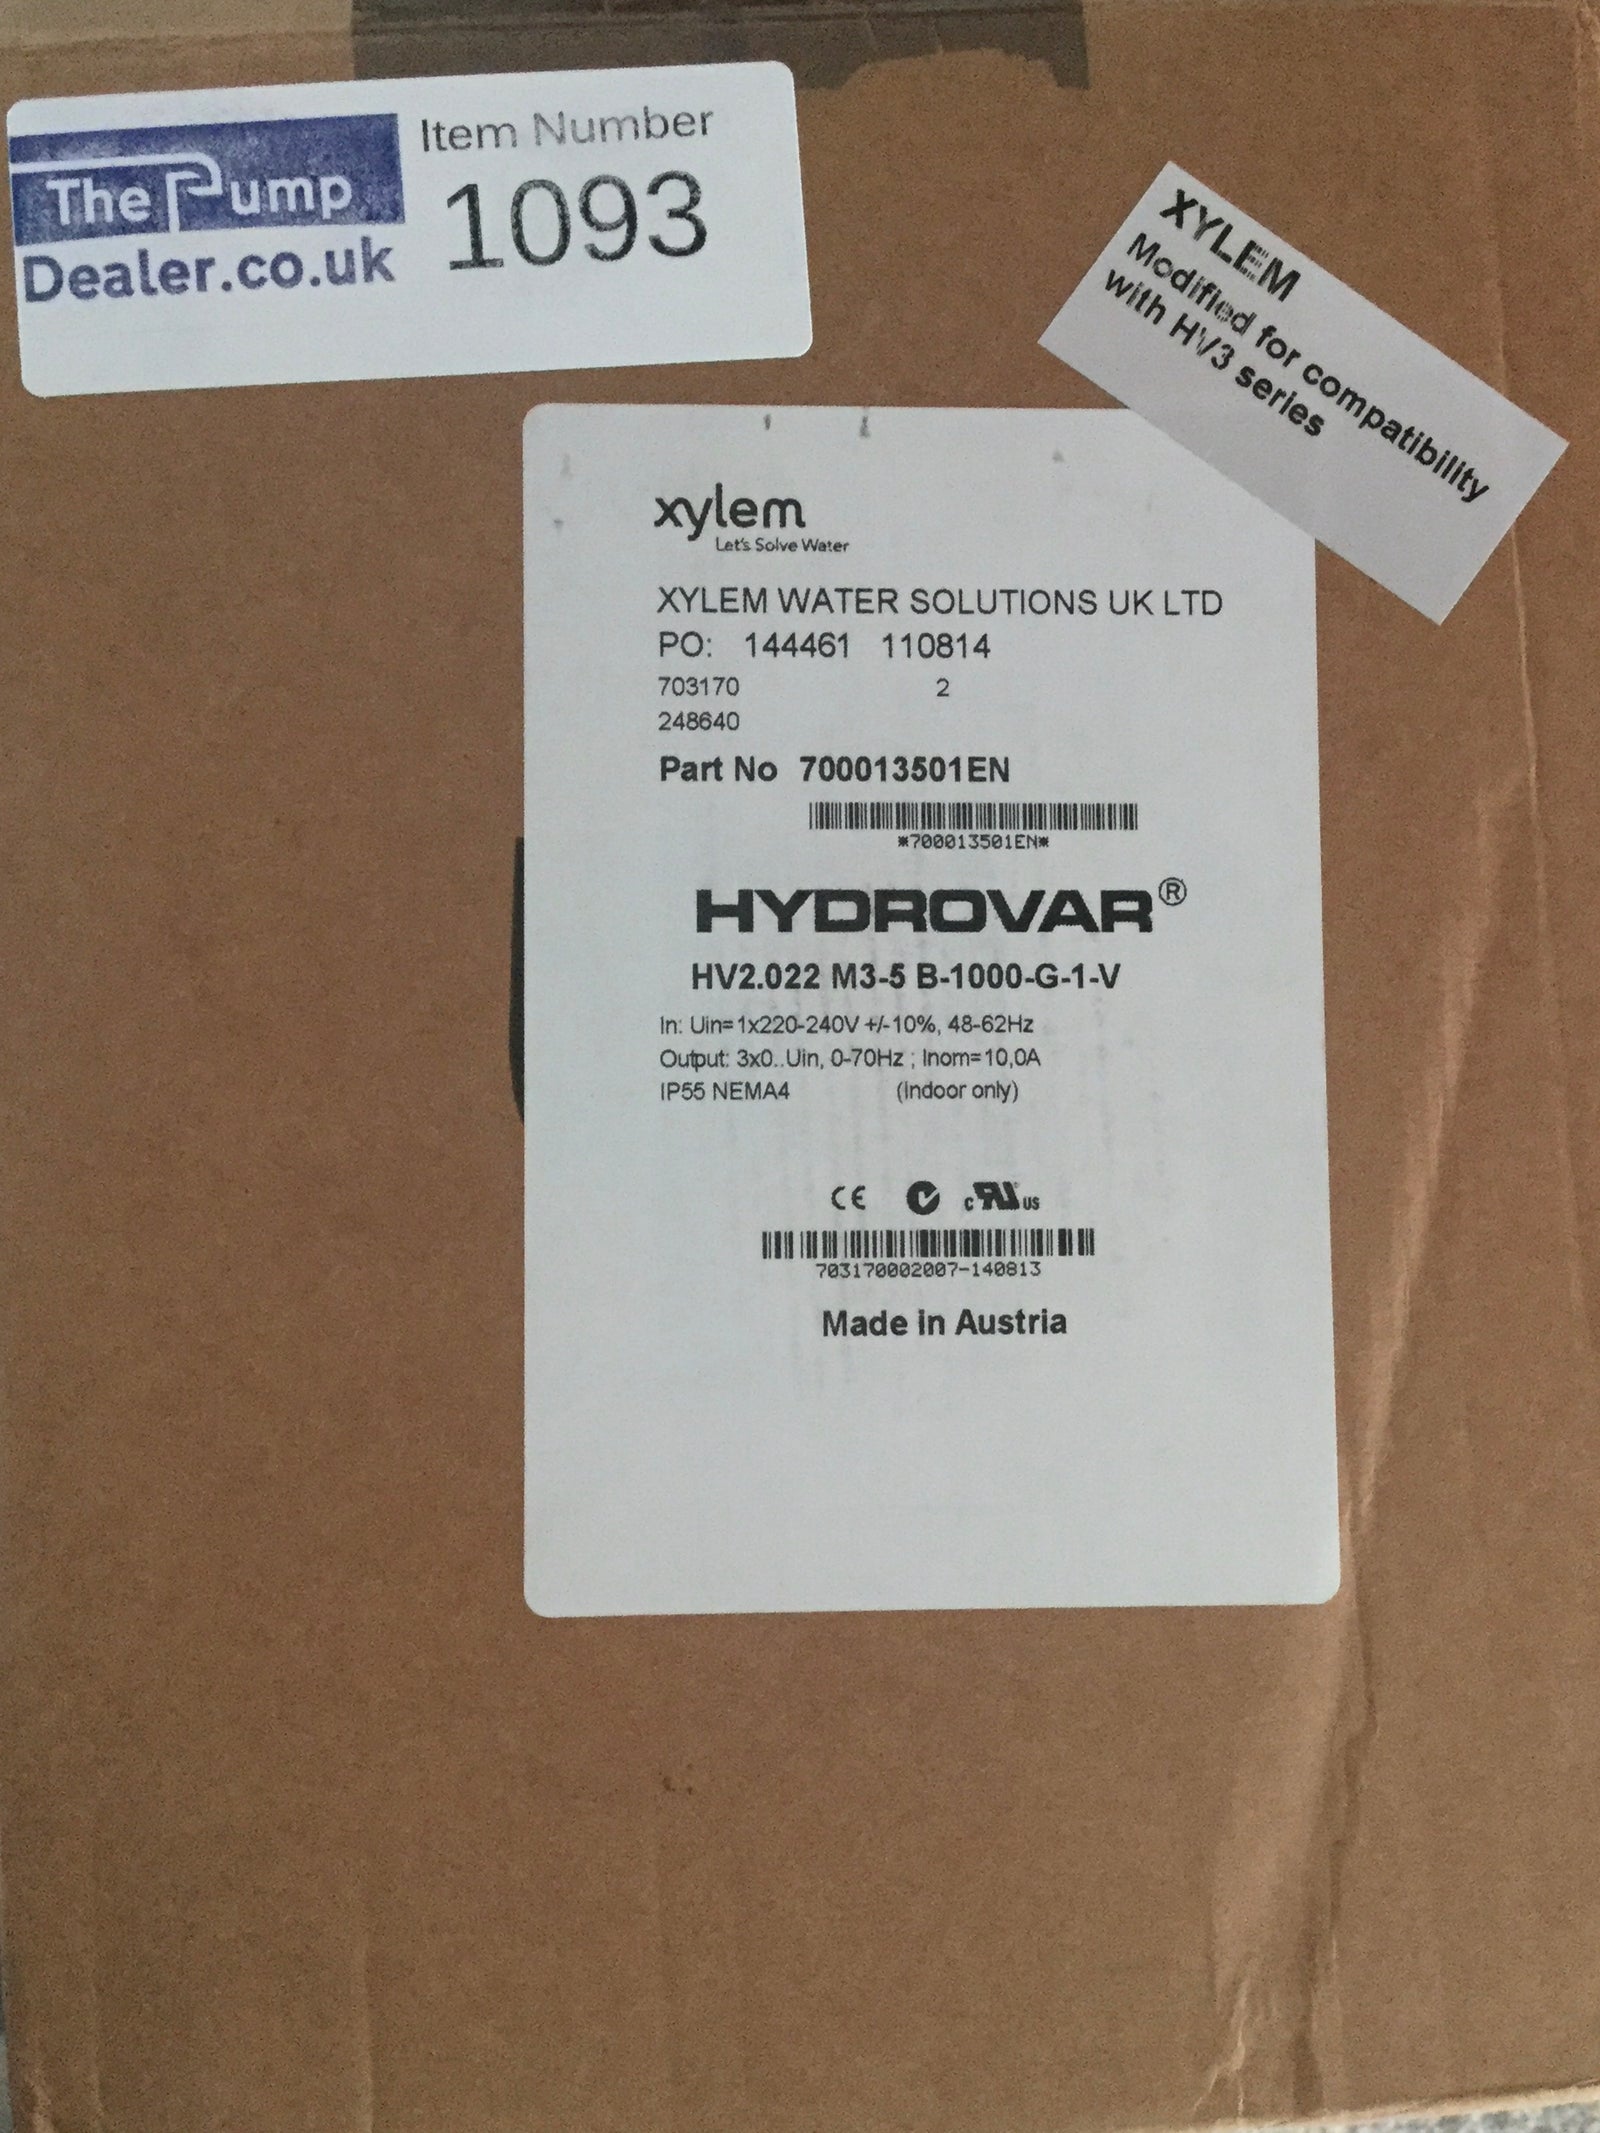 The Pump
Dealer.co.uk
Item Number
1093
XYLEM
Modified for compatibility
with HV3 series
xylem
Let's Solve Water
XYLEM WATER SOLUTIONS UK LTD
PO: 144461 110814
703170 2
248640
Part No 700013501EN
*700013501EN*
HYDROVAR®
HV2.022 M3-5 B-1000-G-1-V
In: Uin=1x220-240V +/-10%, 48-62Hz
Output: 3x0..Uin, 0-70Hz ; Inom=10,0A
IP55 NEMA4 (Indoor only)
CE c RU US
703170002007-140813
Made in Austria